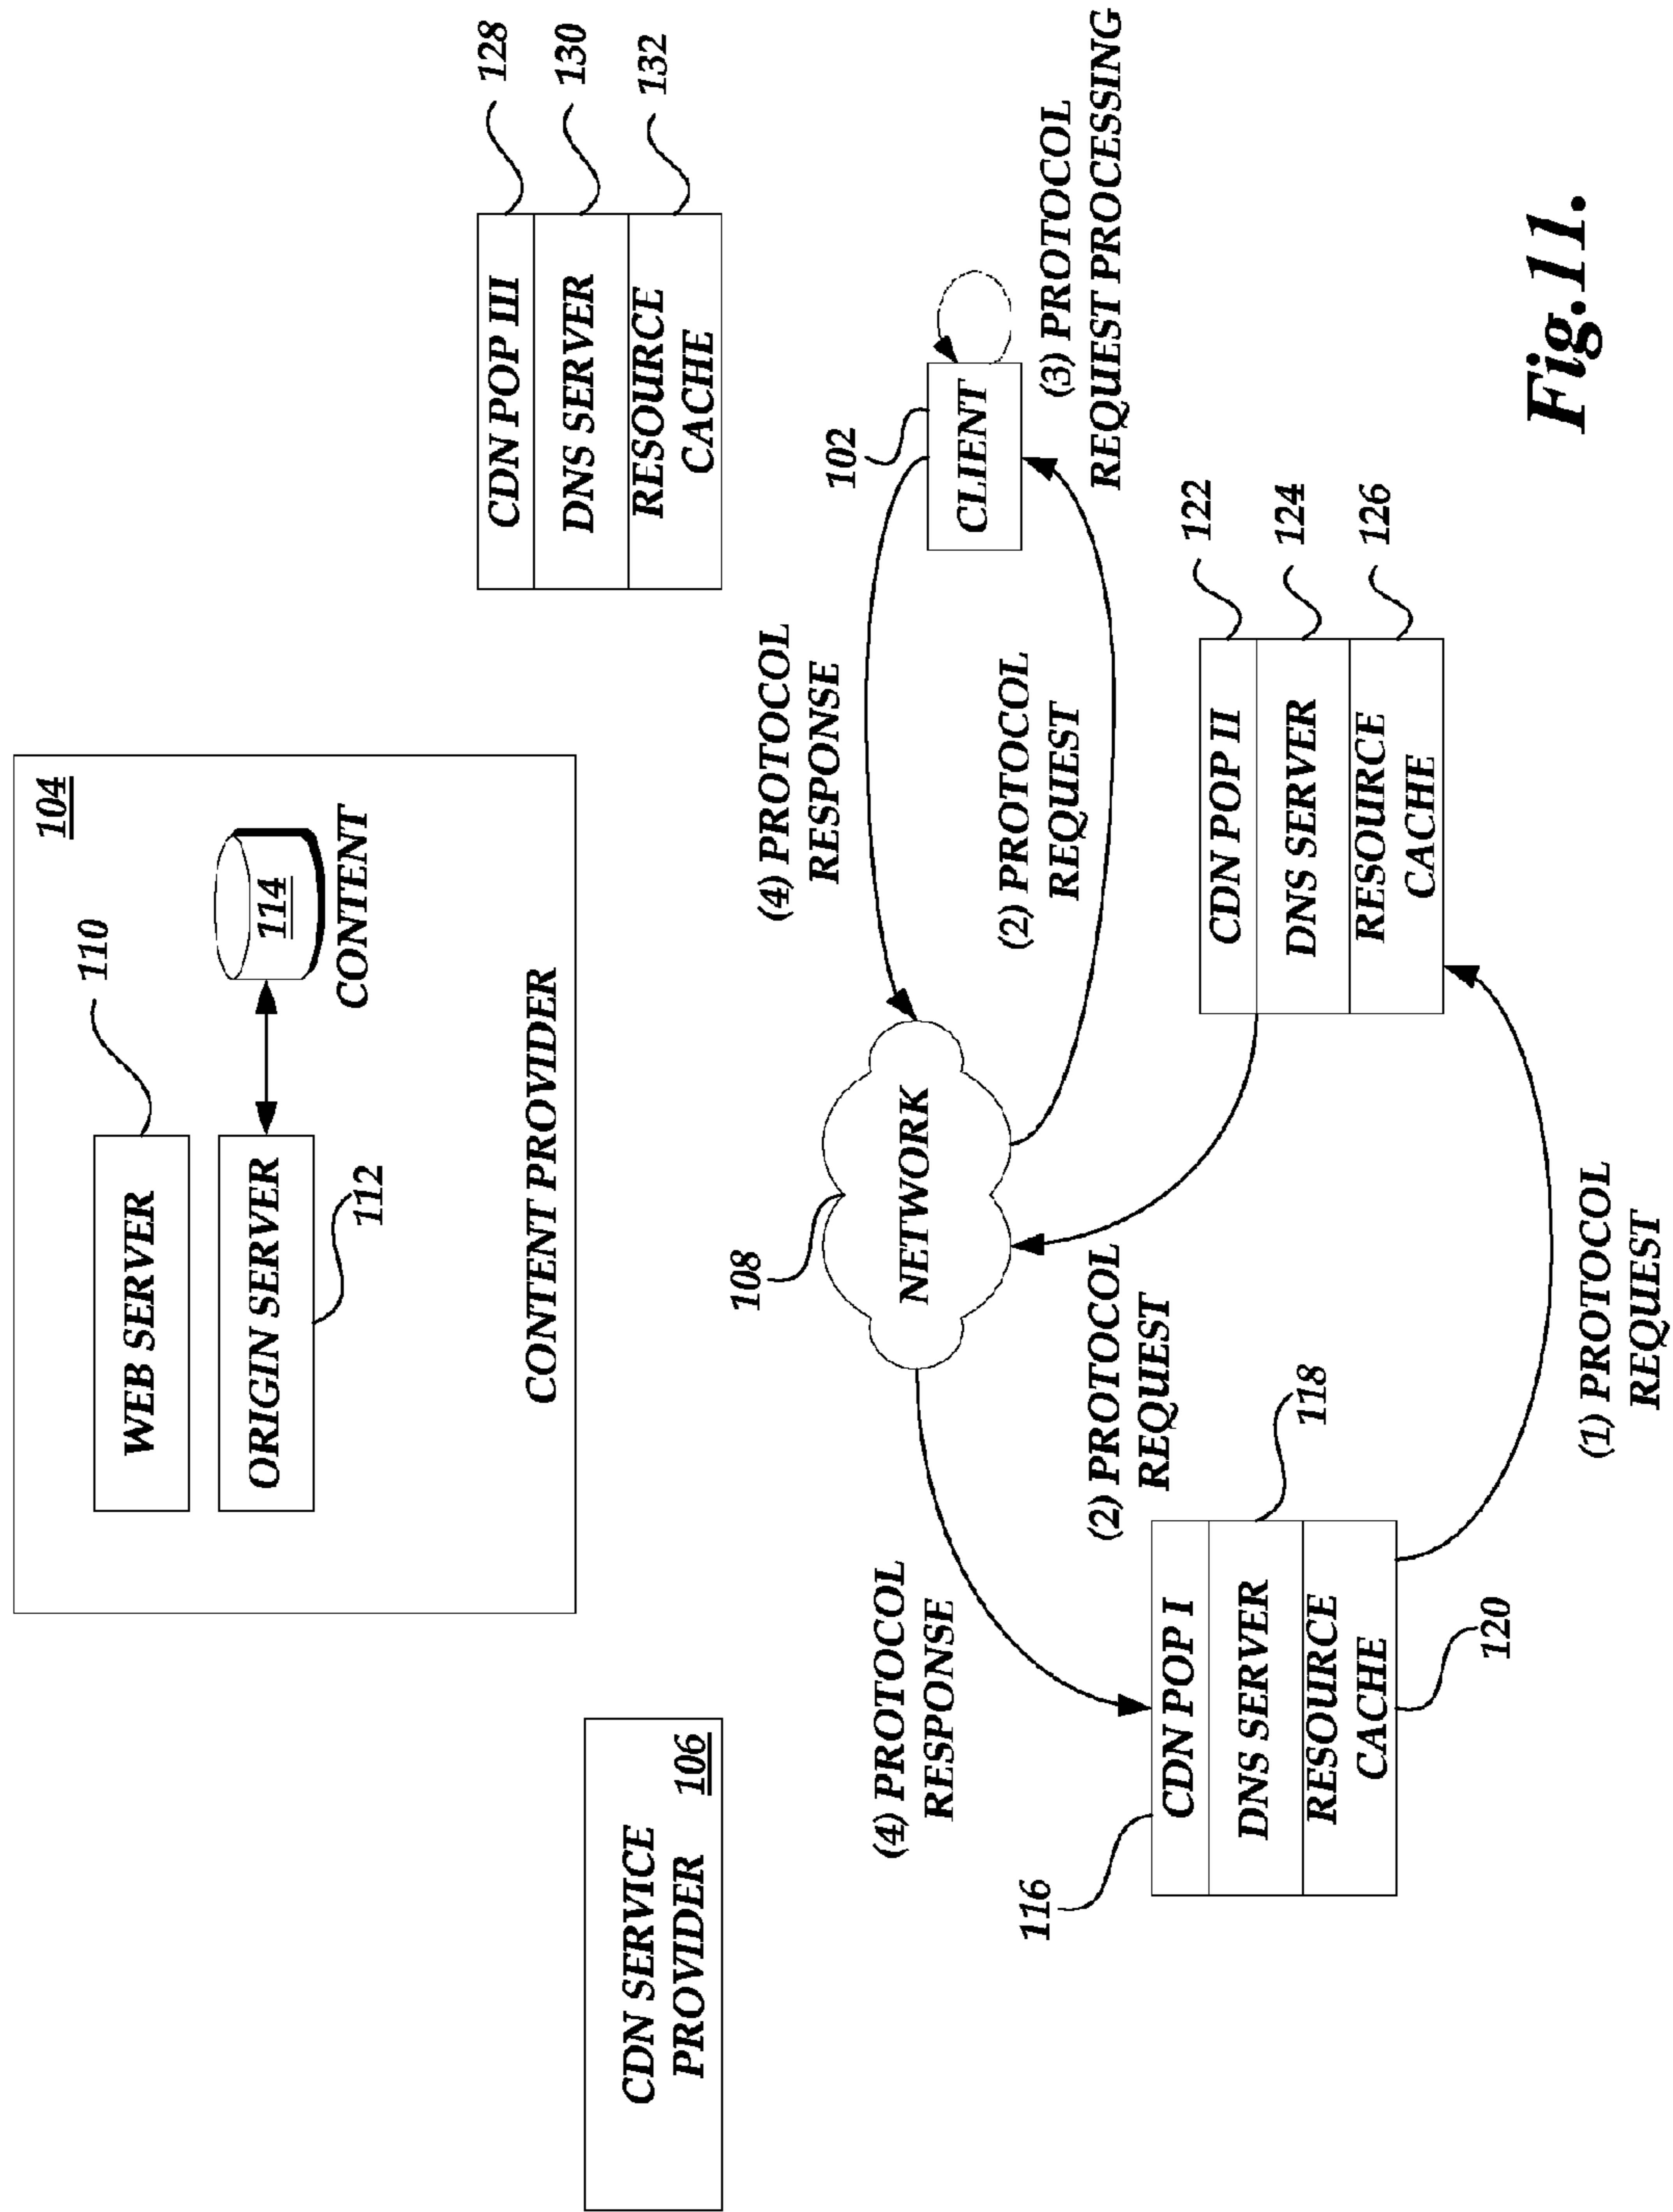 104
WEB SERVER
110
ORIGIN SERVER
112
114
CONTENT
CONTENT PROVIDER
CDN SERVICE
PROVIDER
106
CDN POP III
128
DNS SERVER
130
RESOURCE
CACHE
132
108
NETWORK
(4) PROTOCOL
RESPONSE
102
CLIENT
(3) PROTOCOL
REQUEST PROCESSING
(2) PROTOCOL
REQUEST
(4) PROTOCOL
RESPONSE
(2) PROTOCOL
REQUEST
116
CDN POP I
DNS SERVER
118
RESOURCE
CACHE
120
CDN POP II
122
DNS SERVER
124
RESOURCE
CACHE
126
(1) PROTOCOL
REQUEST
Fig.11.